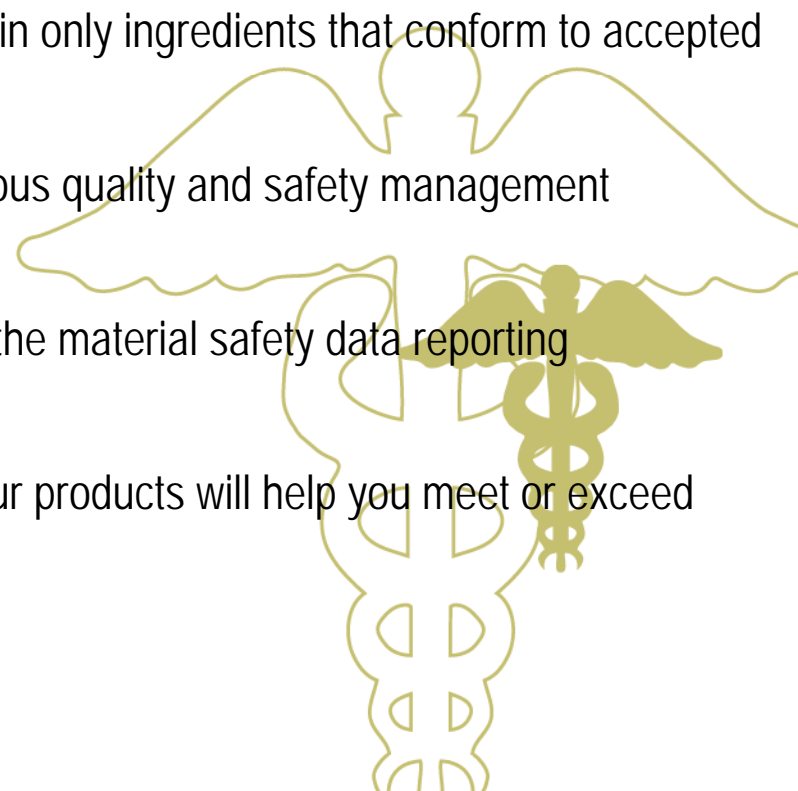 in only ingredients that conform to accepted
ous quality and safety management
the material safety data reporting
ur products will help you meet or exceed